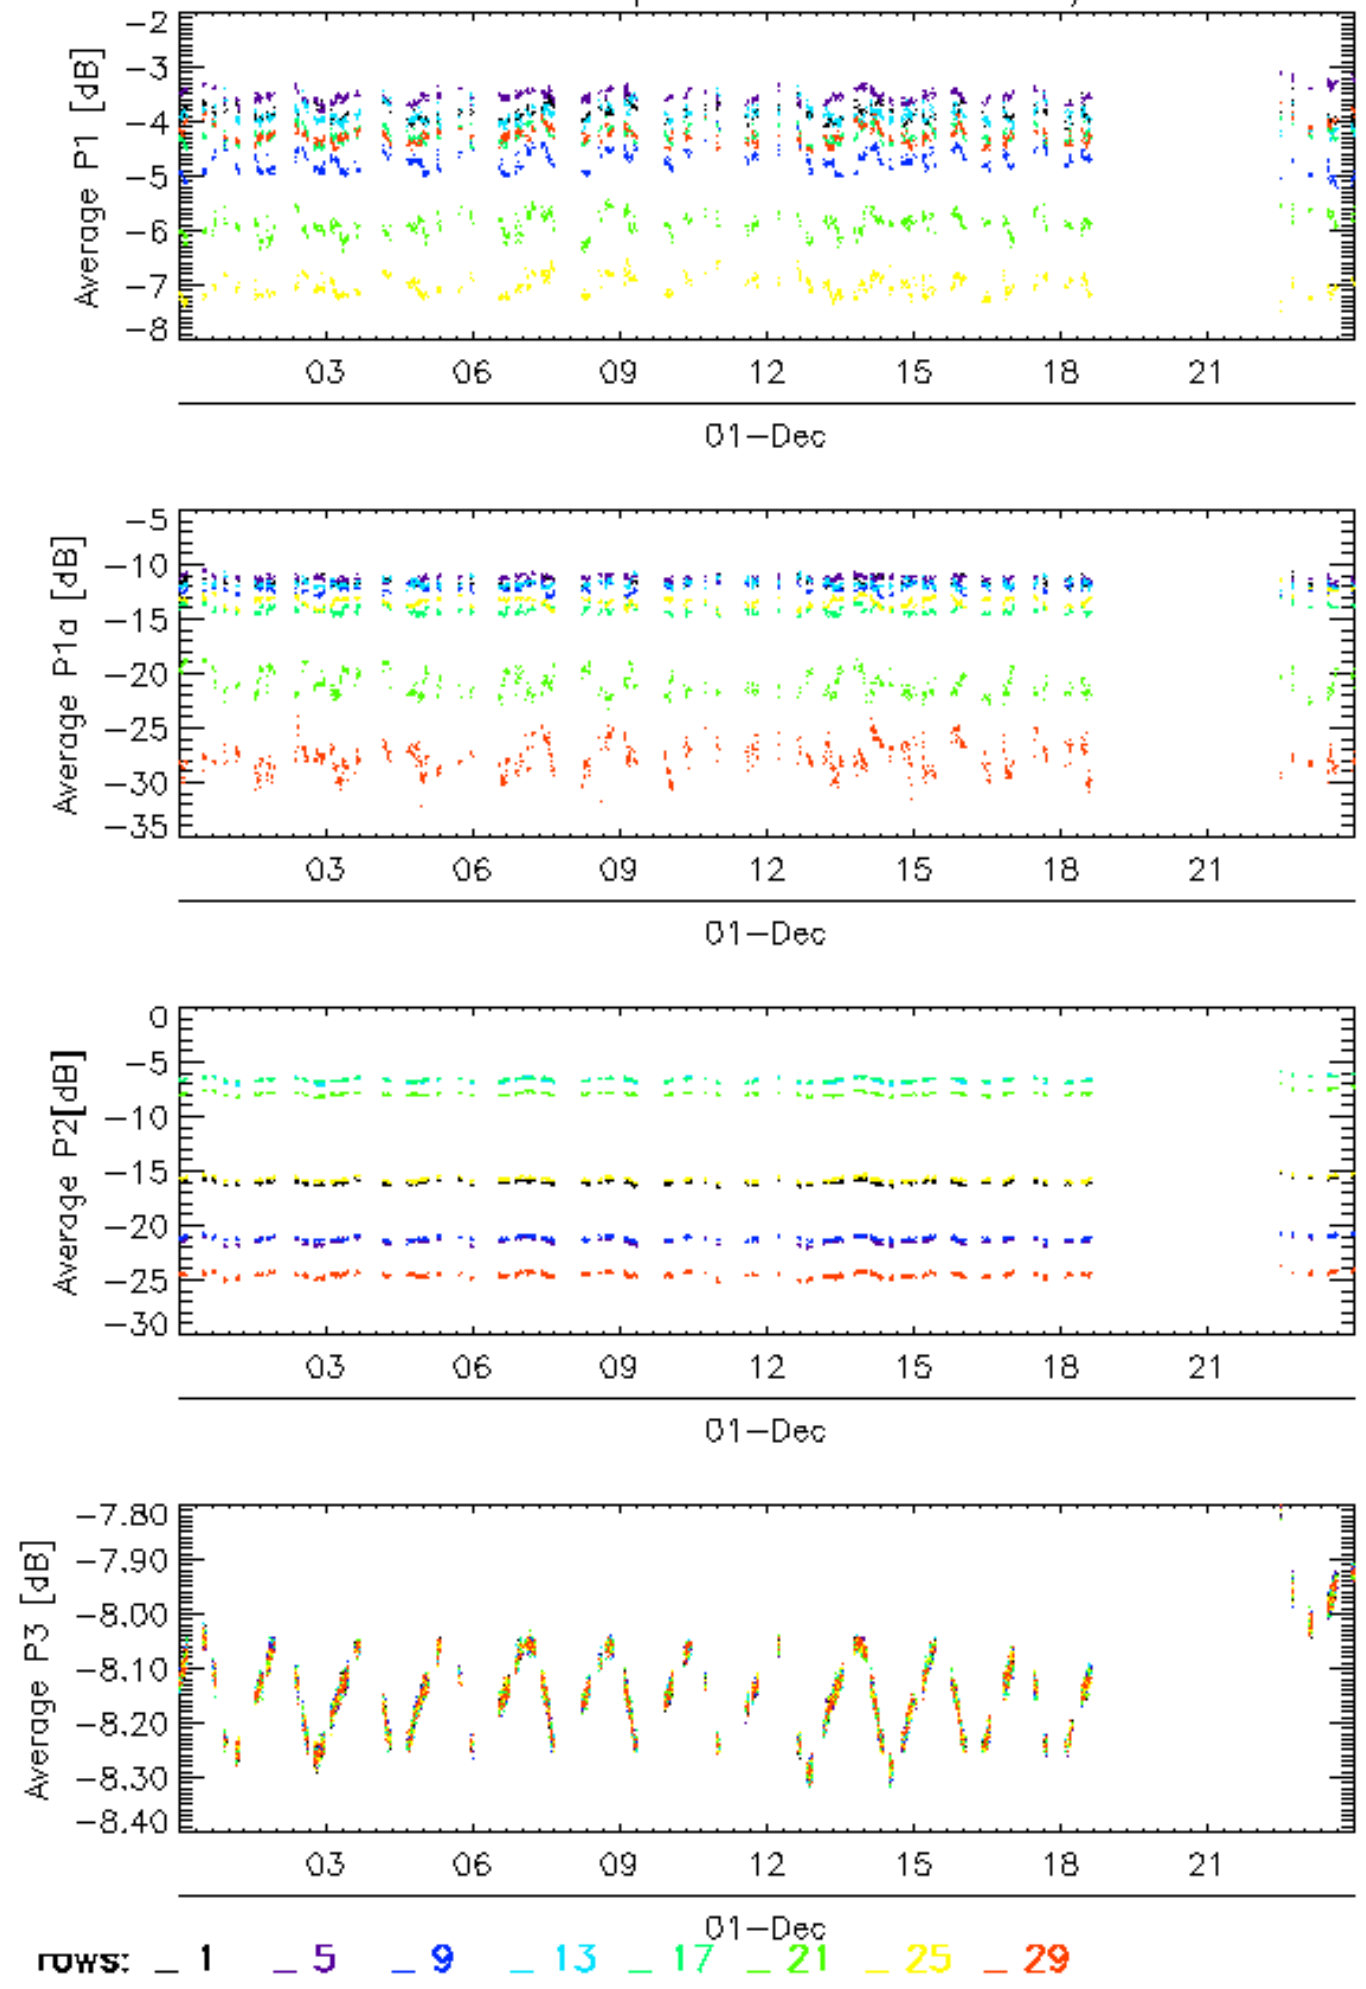 -2
-3
-4
-5
-6
-7
-8
Average P1 [dB]
03 06 09 12 15 18 21
01-Dec
-5
-10
-15
-20
-25
-30
-35
Average P1a [dB]
03 06 09 12 15 18 21
01-Dec
0
-5
-10
-15
-20
-25
-30
Average P2[dB]
03 06 09 12 15 18 21
01-Dec
-7.80
-7.90
-8.00
-8.10
-8.20
-8.30
-8.40
Average P3 [dB]
03 06 09 12 15 18 21
01-Dec
rows: _ 1 _ 5 _ 9 _ 13 _ 17 _ 21 _ 25 _ 29